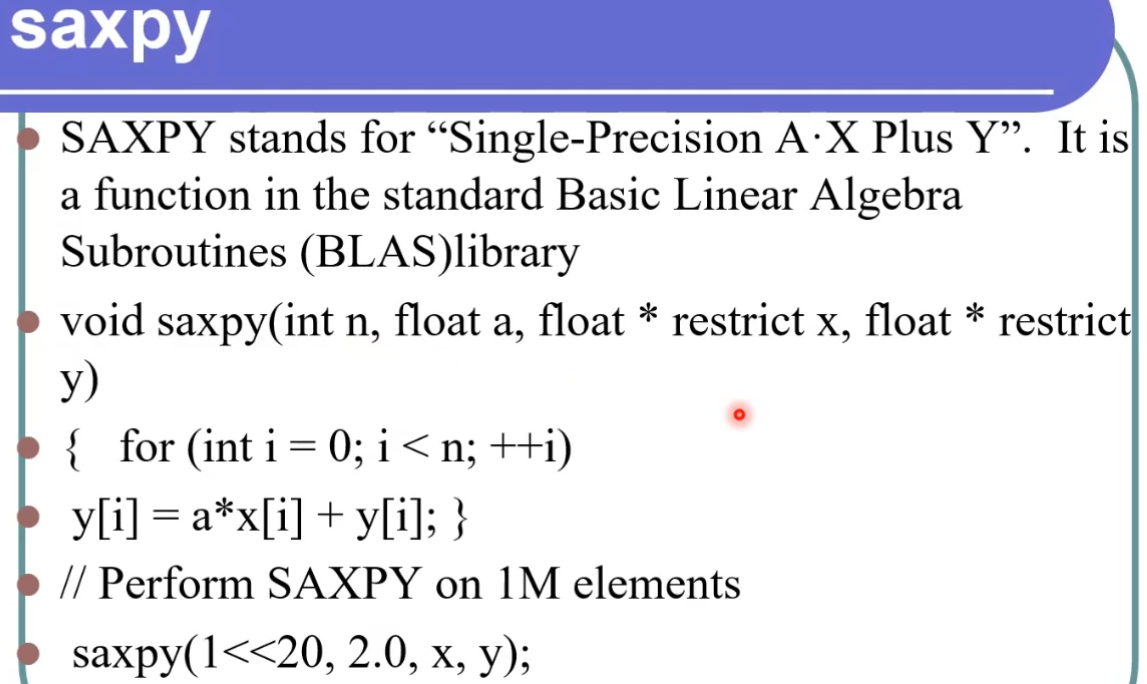 saxpy
SAXPY stands for “Single-Precision A·X Plus Y”.  It is
a function in the standard Basic Linear Algebra
Subroutines (BLAS)library
void saxpy(int n, float a, float * restrict x, float * restrict
y)
{   for (int i = 0; i < n; ++i)
y[i] = a*x[i] + y[i]; }
// Perform SAXPY on 1M elements
saxpy(1<<20, 2.0, x, y);